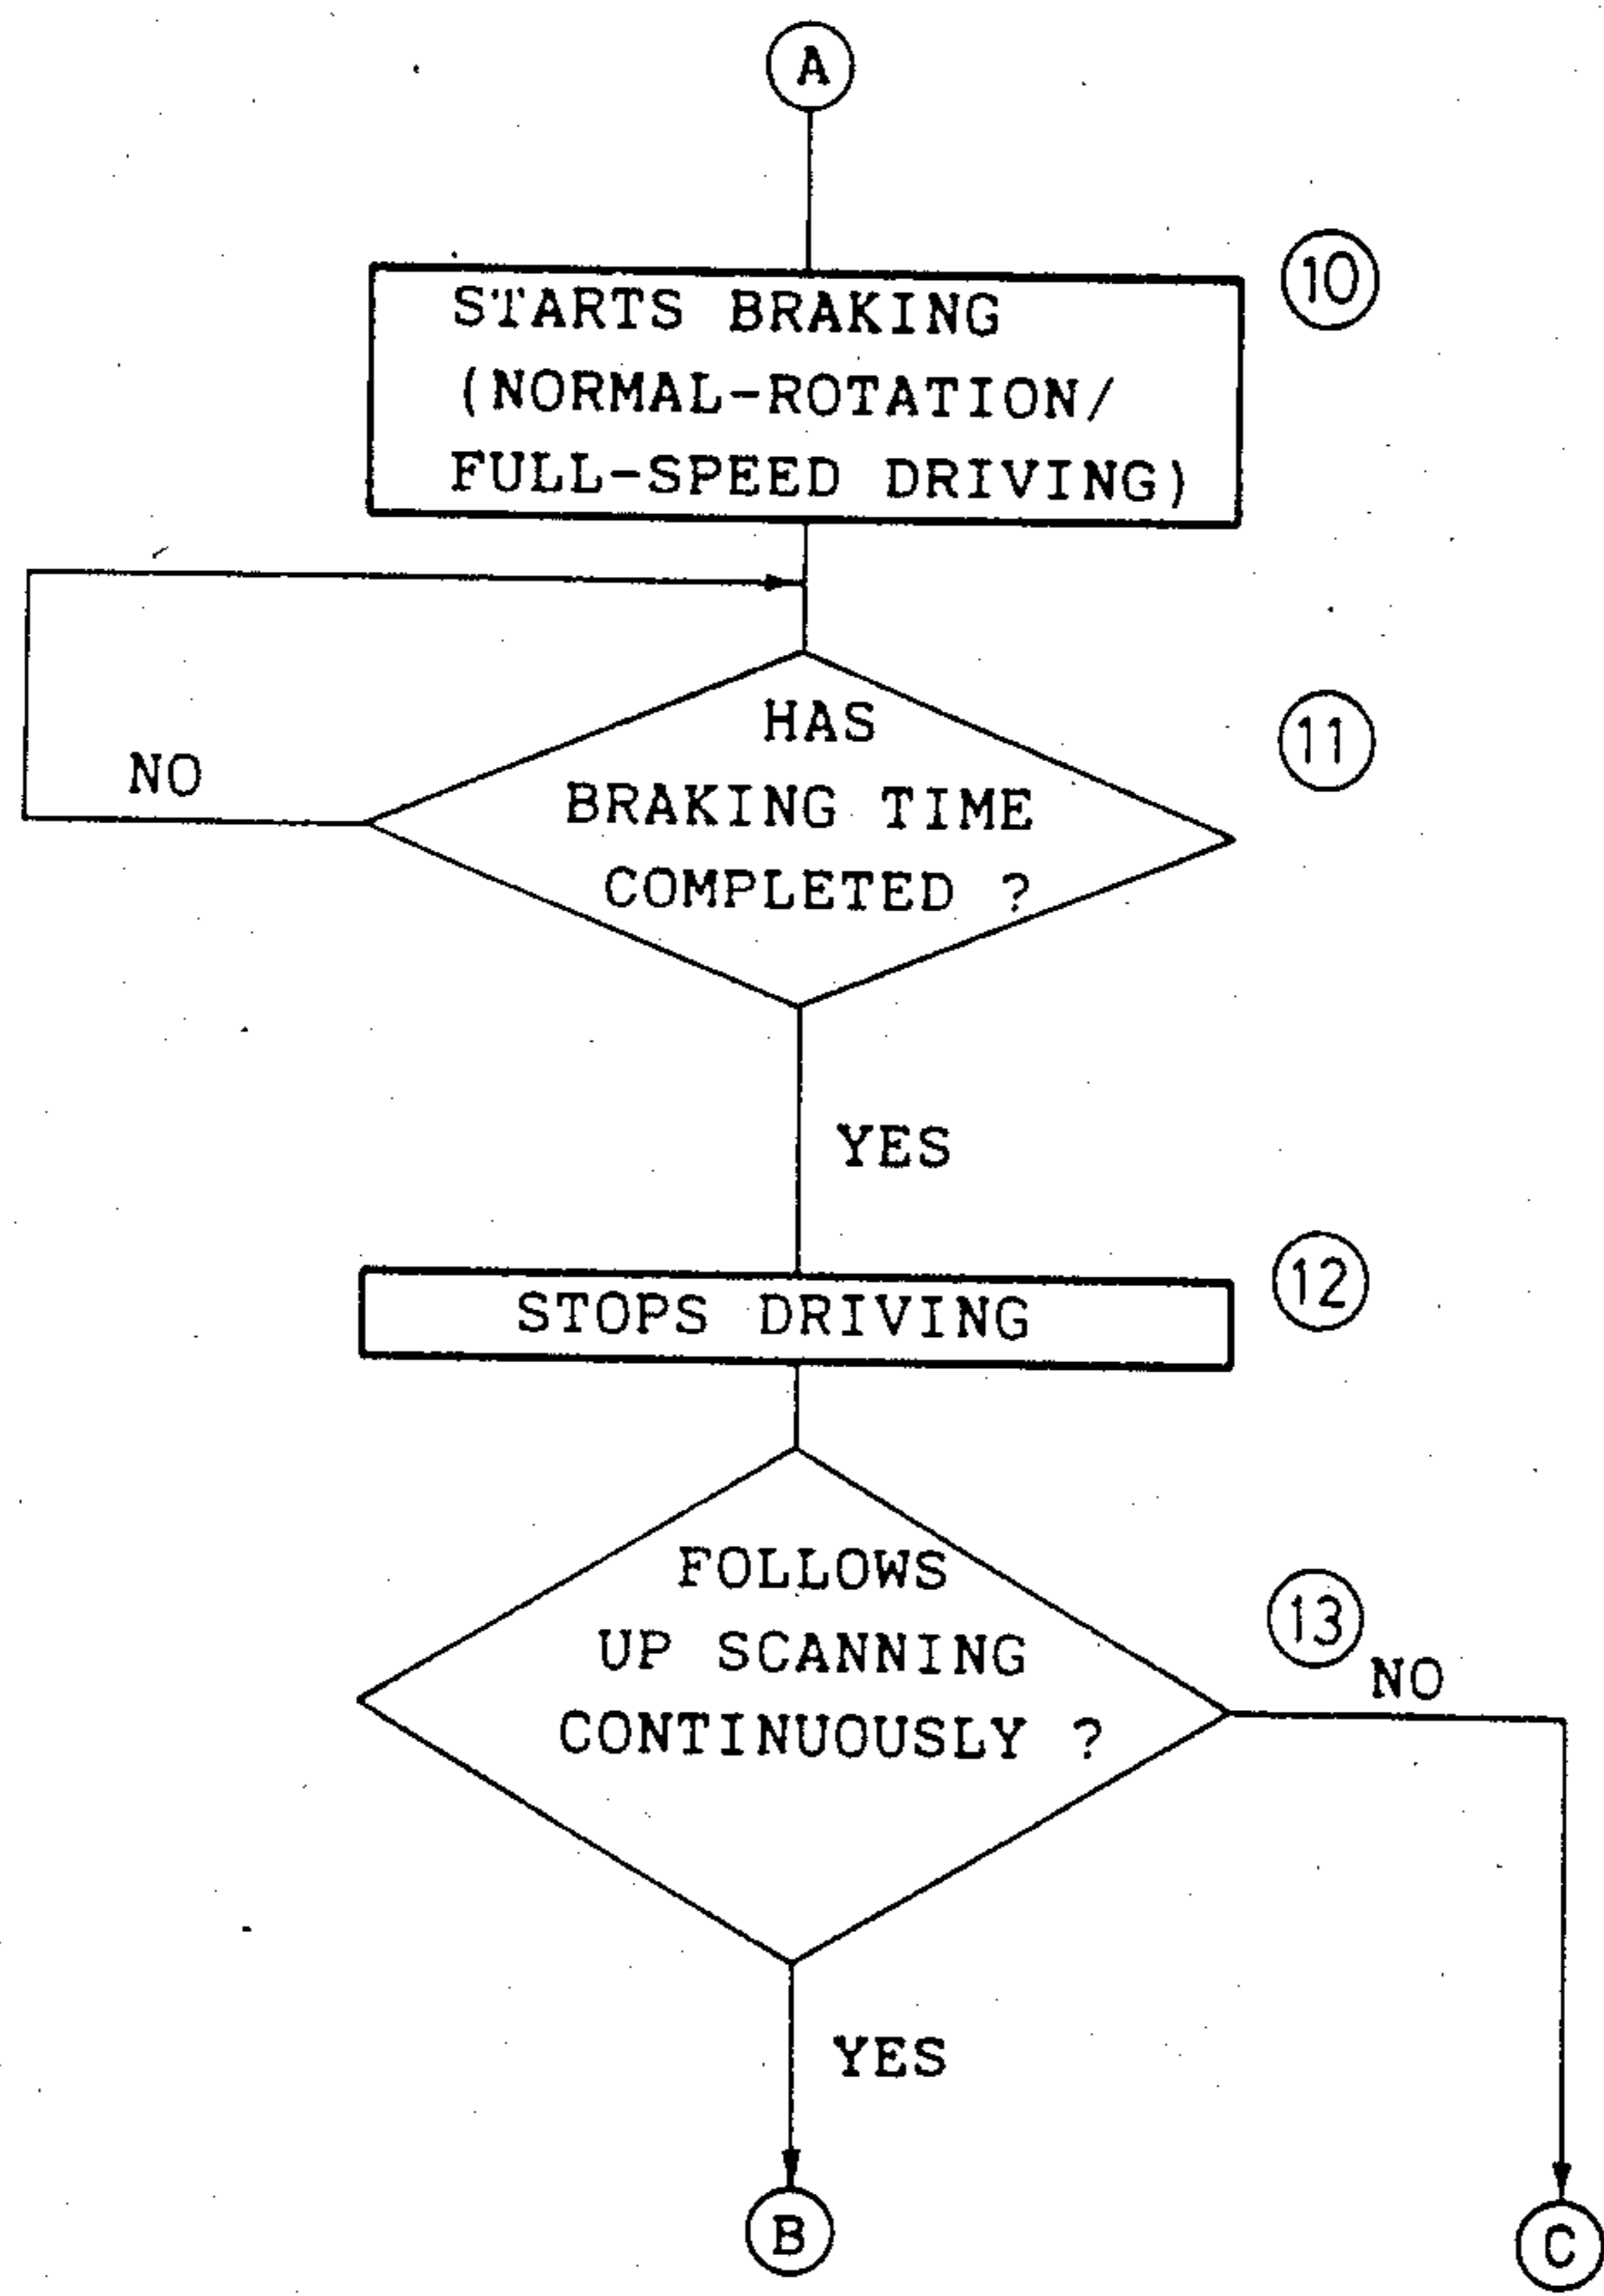 A
10
STARTS BRAKING
(NORMAL-ROTATION/
FULL-SPEED DRIVING)
11
HAS
BRAKING TIME
COMPLETED ?
NO
YES
12
STOPS DRIVING
13
FOLLOWS
UP SCANNING
CONTINUOUSLY ?
NO
YES
B
C